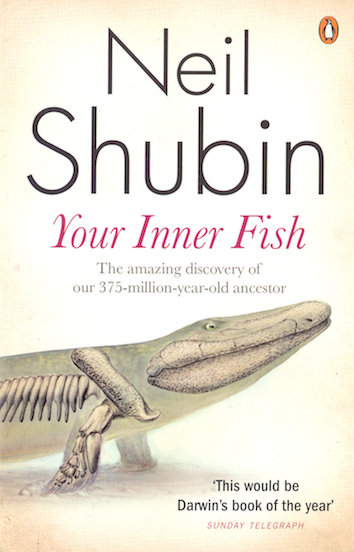 Neil
Shubin
Your Inner Fish
The amazing discovery of
our 375-million-year-old ancestor
'This would be
Darwin's book of the year'
SUNDAY TELEGRAPH